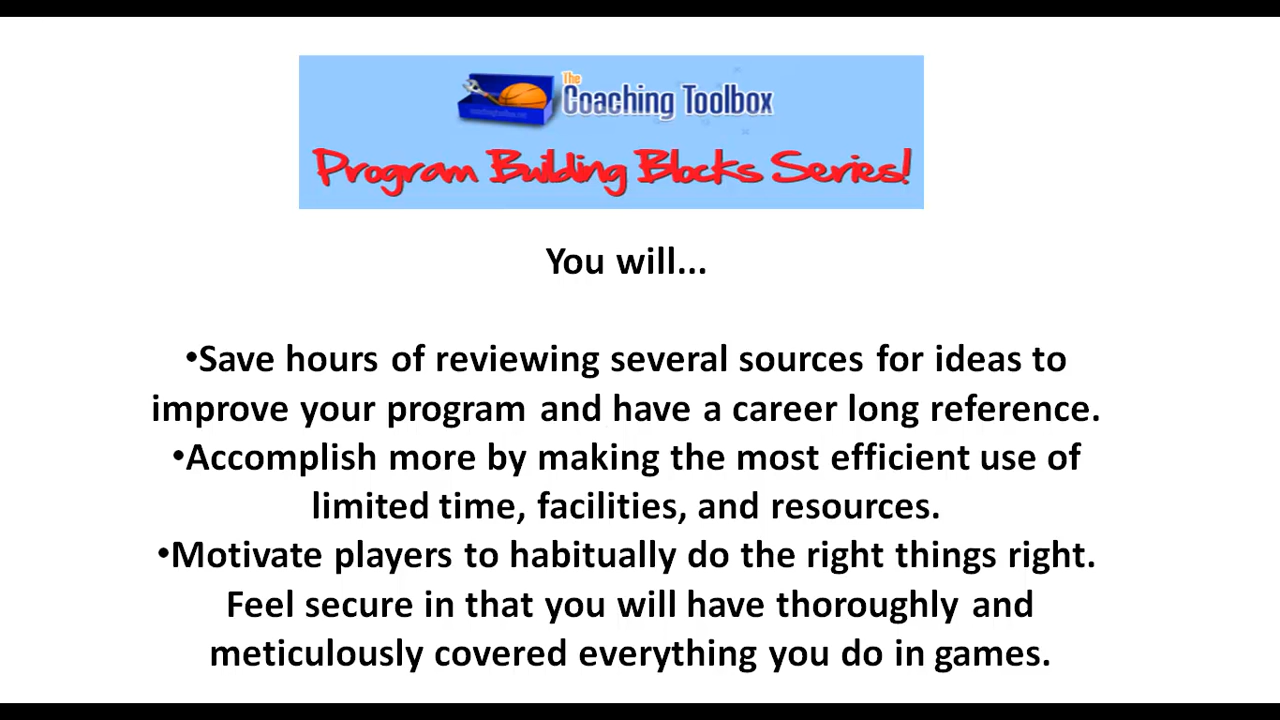 The
Coaching Toolbox
Program Building Blocks Series!
You will...
•Save hours of reviewing several sources for ideas to
improve your program and have a career long reference.
•Accomplish more by making the most efficient use of
limited time, facilities, and resources.
•Motivate players to habitually do the right things right.
Feel secure in that you will have thoroughly and
meticulously covered everything you do in games.